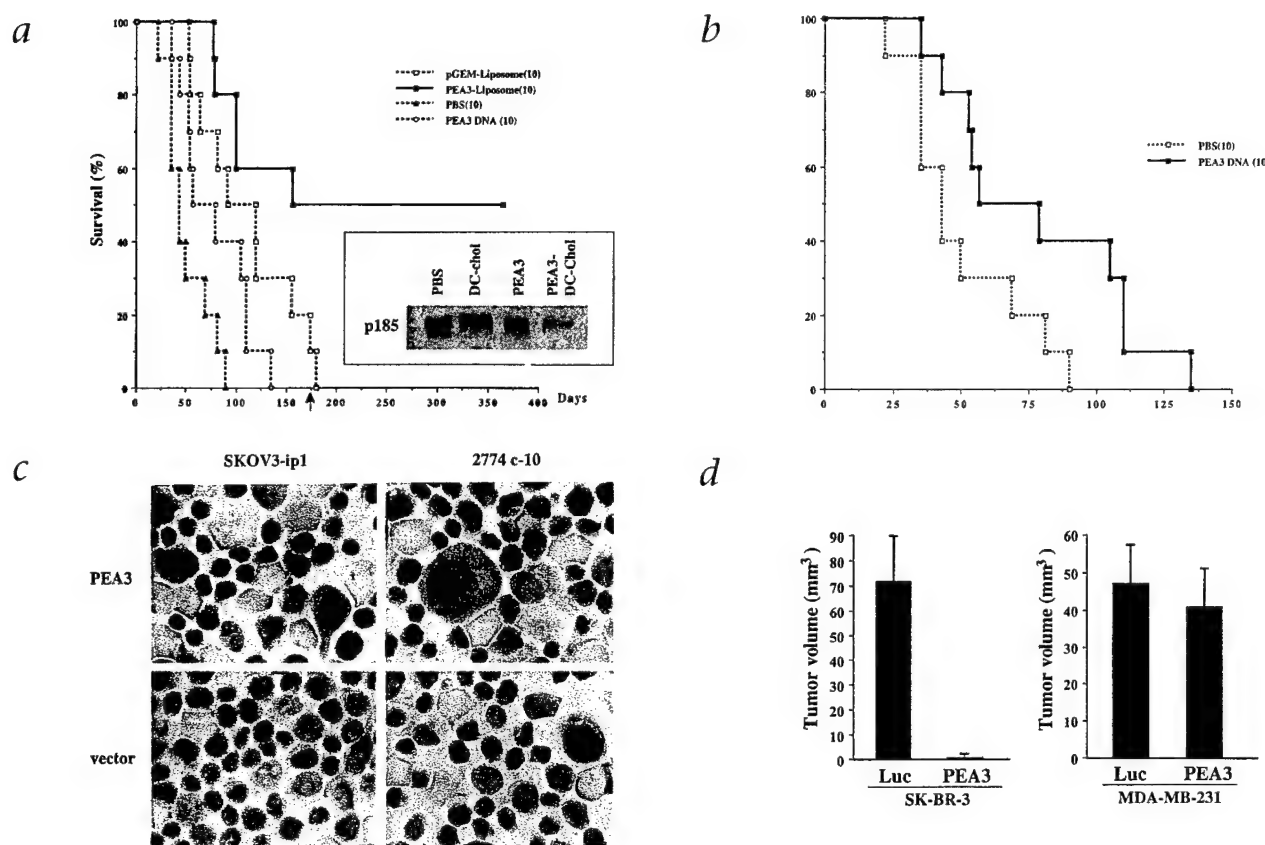 a
100
80
60
40
20
0
Survival (%)
pGEM-Liposome(10)
PEA3-Liposome(10)
PBS(10)
PEA3 DNA (10)
PBS
DC-chol
PEA3
PEA3-
DC-Chol
p185
0
50
100
150
200
250
300
350
400
Days
b
100
80
60
40
20
0
PBS(10)
PEA3 DNA (10
0
25
50
75
100
125
150
c
SKOV3-ip1
2774 c-10
PEA3
vector
d
Tumor volume (mm3)
90
80
70
60
50
40
30
20
10
0
Luc
PEA3
SK-BR-3
Tumor volume (mm3)
60
50
40
30
20
10
0
Luc
PEA3
MDA-MB-231